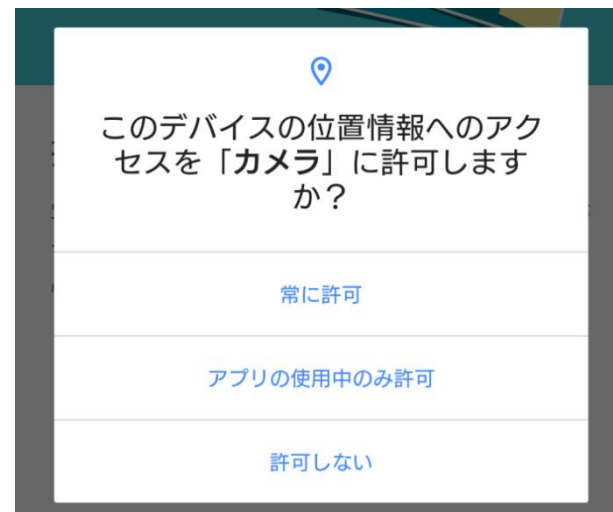 このデバイスの位置情報へのアク
セスを「カメラ」に許可します
か？
常に許可
アプリの使用中のみ許可
許可しない